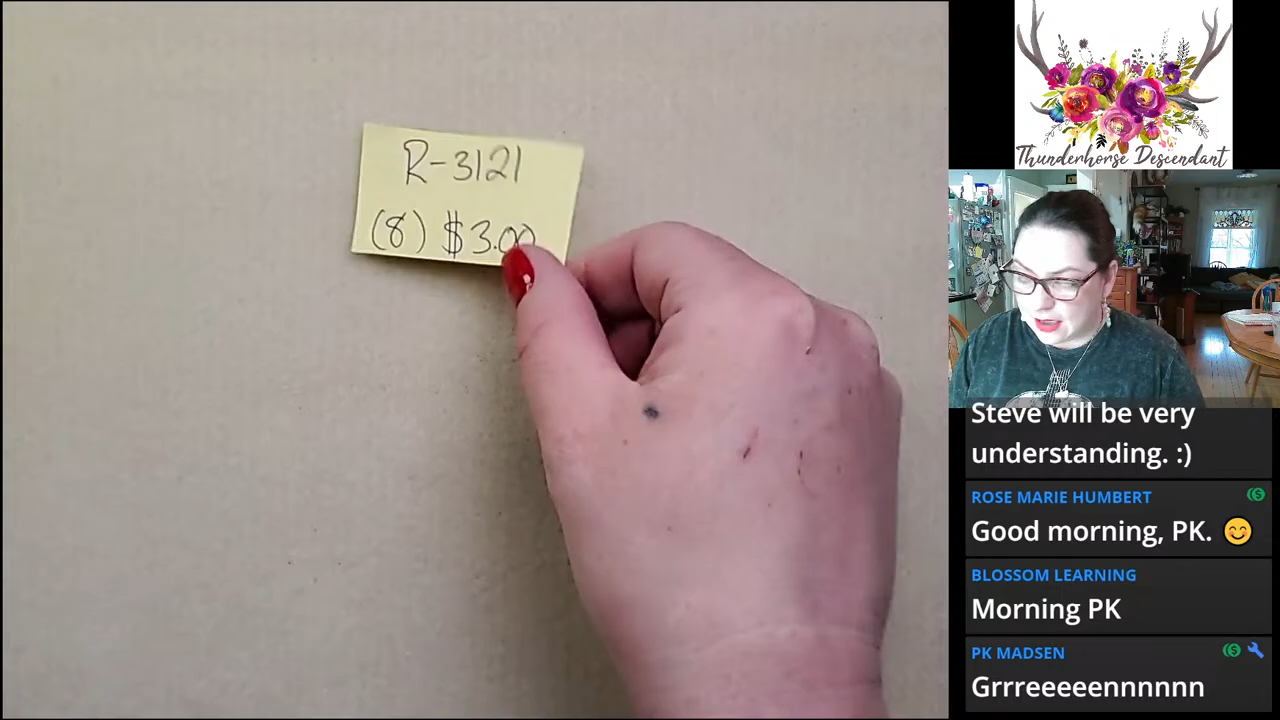 R-3121
(8) $3.00
Thunderhorse Descendant
Steve will be very
understanding. :)
ROSE MARIE HUMBERT
Good morning, PK. 😊
BLOSSOM LEARNING
Morning PK
PK MADSEN
Grrreeeeennnnnn